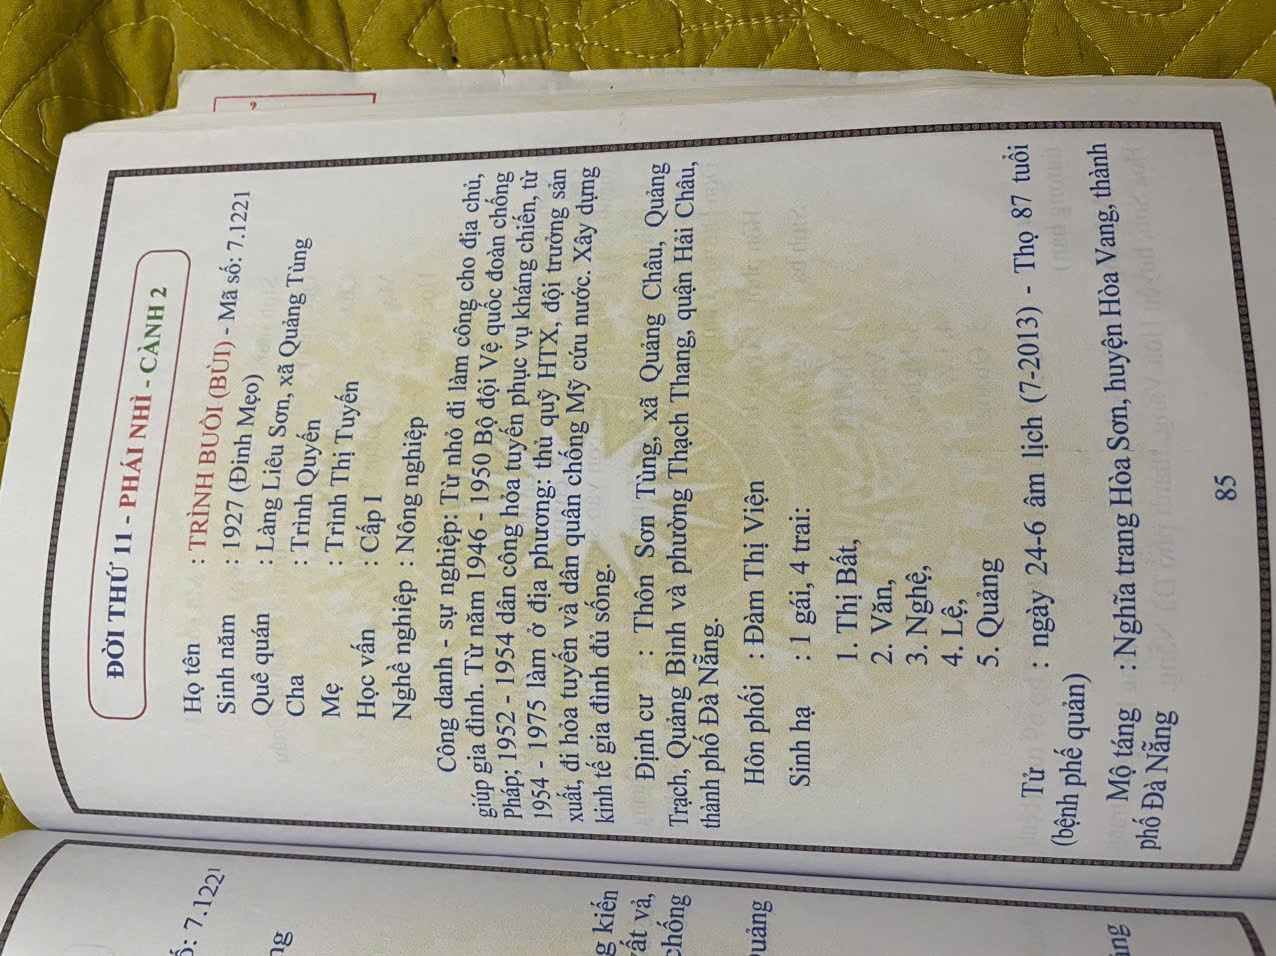 ĐỜI THỨ 11 - PHÁI NHÌ - CÀNH 2
Họ tên : TRÌNH BUỜI (BÙI) - Mã số: 7.1221
Sinh năm : 1927 (Đinh Mẹo)
Quê quán : Làng Liêu Sơn, xã Quảng Tùng
Cha : Trình Quyến
Mẹ : Trình Thị Tuyến
Học vấn : Cấp I
Nghề nghiệp : Nông nghiệp
Công danh - sự nghiệp: Từ nhỏ đi làm công cho địa chủ,
giúp gia đình. Từ năm 1946 - 1950 Bộ đội Vệ quốc đoàn chống
Pháp; 1952 - 1954 dân công hỏa tuyến phục vụ kháng chiến, từ
1954 - 1975 làm ở địa phương: thủ quỹ HTX, đội trưởng sản
xuất, đi hỏa tuyến và dân quân chống Mỹ cứu nước. Xây dựng
kinh tế gia đình đủ sống.
Định cư : Thôn Sơn Tùng, xã Quảng Châu, Quảng
Trạch, Quảng Bình và phường Thạch Thang, quận Hải Châu,
thành phố Đà Nẵng.
Hôn phối : Đàm Thị Viện
Sinh hạ : 1 gái, 4 trai:
1. Thị Bất,
2. Văn,
3. Nghệ,
4. Lệ,
5. Quảng
Tử : ngày 24-6 âm lịch (7-2013) - Thọ 87 tuổi
(bệnh phế quản)
Mộ táng : Nghĩa trang Hòa Sơn, huyện Hòa Vang, thành
phố Đà Nẵng
85
ố: 7.1221
ng
g kiến
vất vả,
chống
uảng
áng